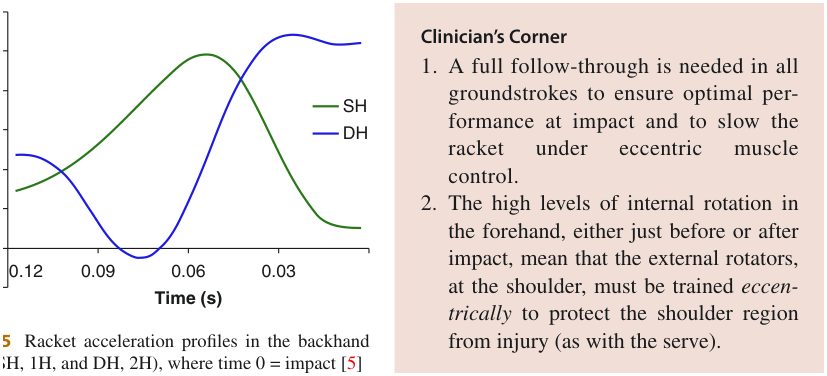 SH
DH
0.12 0.09 0.06 0.03
Time (s)
5 Racket acceleration profiles in the backhand
H, 1H, and DH, 2H), where time 0 = impact [5]
Clinician's Corner
1. A full follow-through is needed in all
groundstrokes to ensure optimal per-
formance at impact and to slow the
racket under eccentric muscle
control.
2. The high levels of internal rotation in
the forehand, either just before or after
impact, mean that the external rotators,
at the shoulder, must be trained eccen-
trically to protect the shoulder region
from injury (as with the serve).